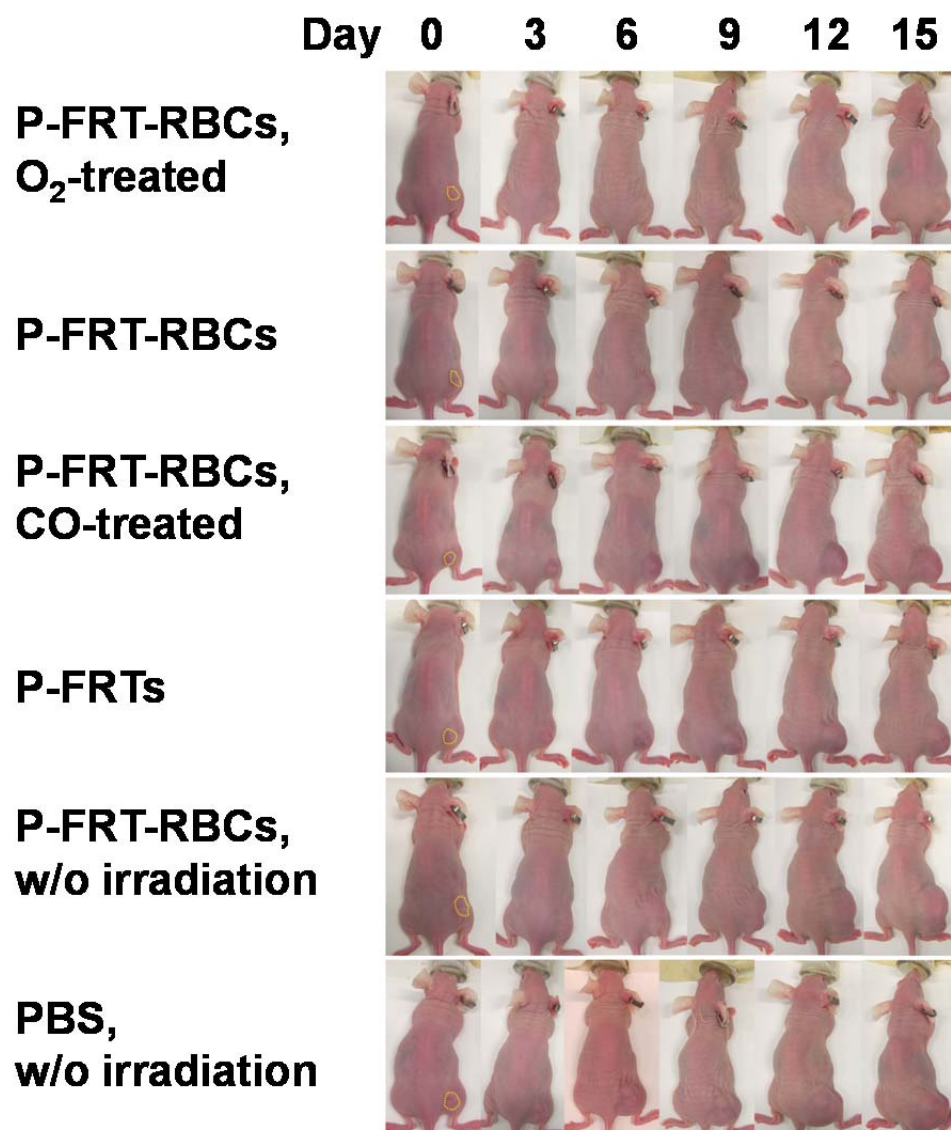 Day 0 3 6 9 12 15
P-FRT-RBCs,
O₂-treated
P-FRT-RBCs
P-FRT-RBCs,
CO-treated
P-FRTs
P-FRT-RBCs,
w/o irradiation
PBS,
w/o irradiation